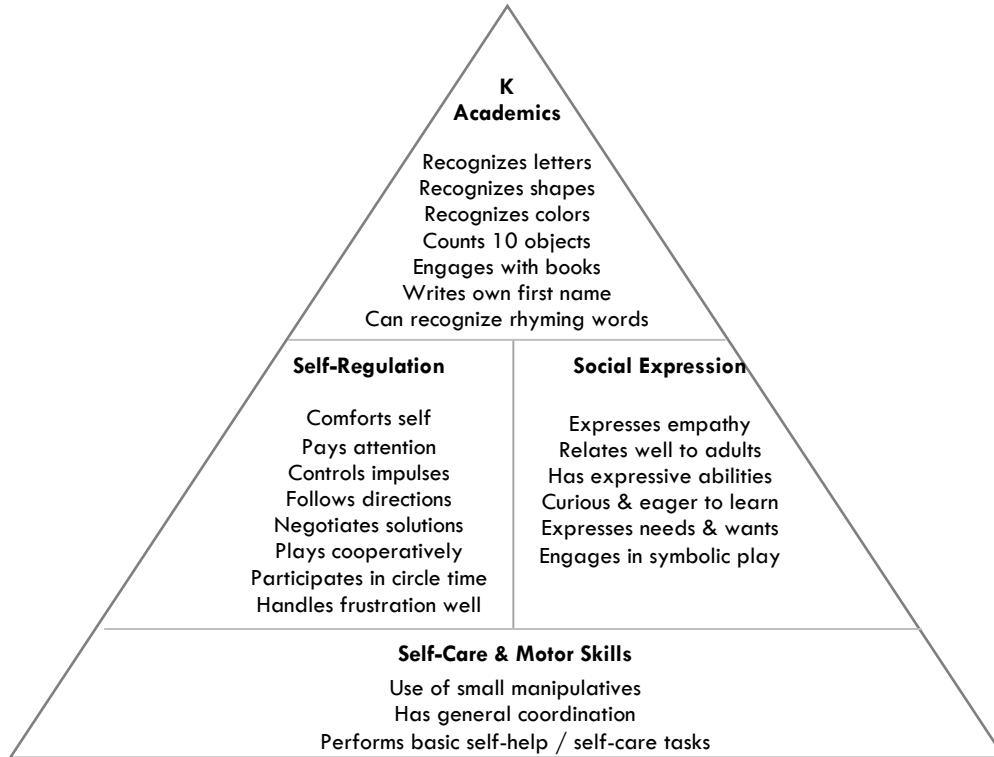 K
Academics
Recognizes letters
Recognizes shapes
Recognizes colors
Counts 10 objects
Engages with books
Writes own first name
Can recognize rhyming words
Self-Regulation
Comforts self
Pays attention
Controls impulses
Follows directions
Negotiates solutions
Plays cooperatively
Participates in circle time
Handles frustration well
Social Expression
Expresses empathy
Relates well to adults
Has expressive abilities
Curious & eager to learn
Expresses needs & wants
Engages in symbolic play
Self-Care & Motor Skills
Use of small manipulatives
Has general coordination
Performs basic self-help / self-care tasks